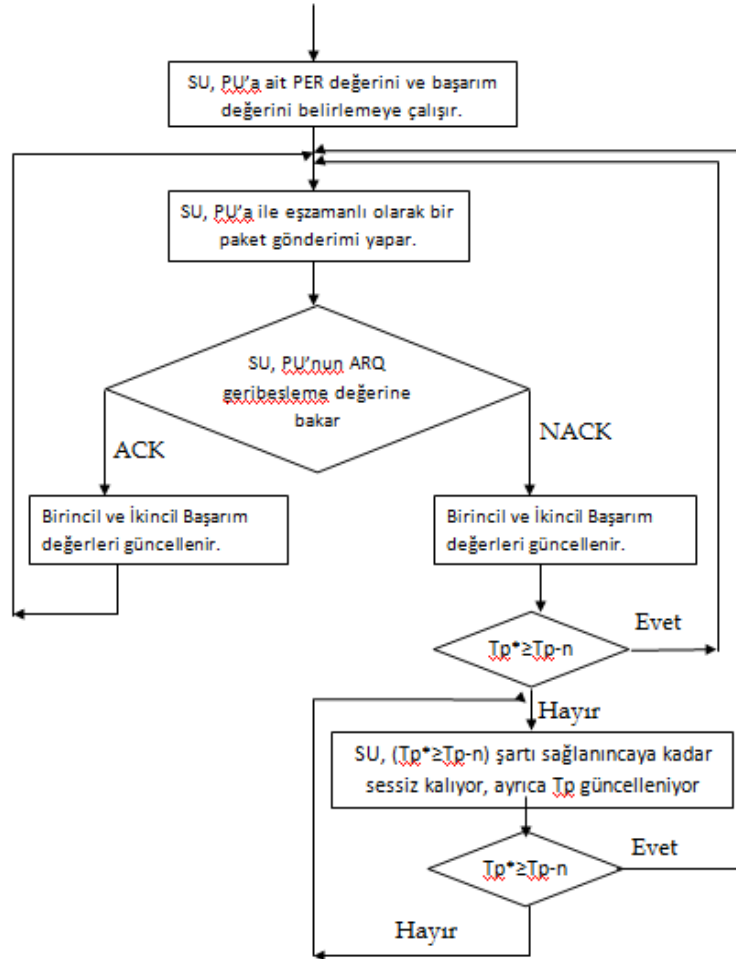 SU, PU'a ait PER değerini ve başarım
değerini belirlemeye çalışır.
SU, PU'a ile eşzamanlı olarak bir
paket gönderimi yapar.
SU, PU'nun ARQ
geribeşleme değerine
bakar
ACK
NACK
Birincil ve İkincil Başarım
değerleri güncellenir.
Birincil ve İkincil Başarım
değerleri güncellenir.
Tp*≥Tp-n
Evet
Hayır
SU, (Tp*≥Tp-n) şartı sağlanıncaya kadar
sessiz kalıyor, ayrıca Tp güncelleniyor
Tp*≥Tp-n
Evet
Hayır